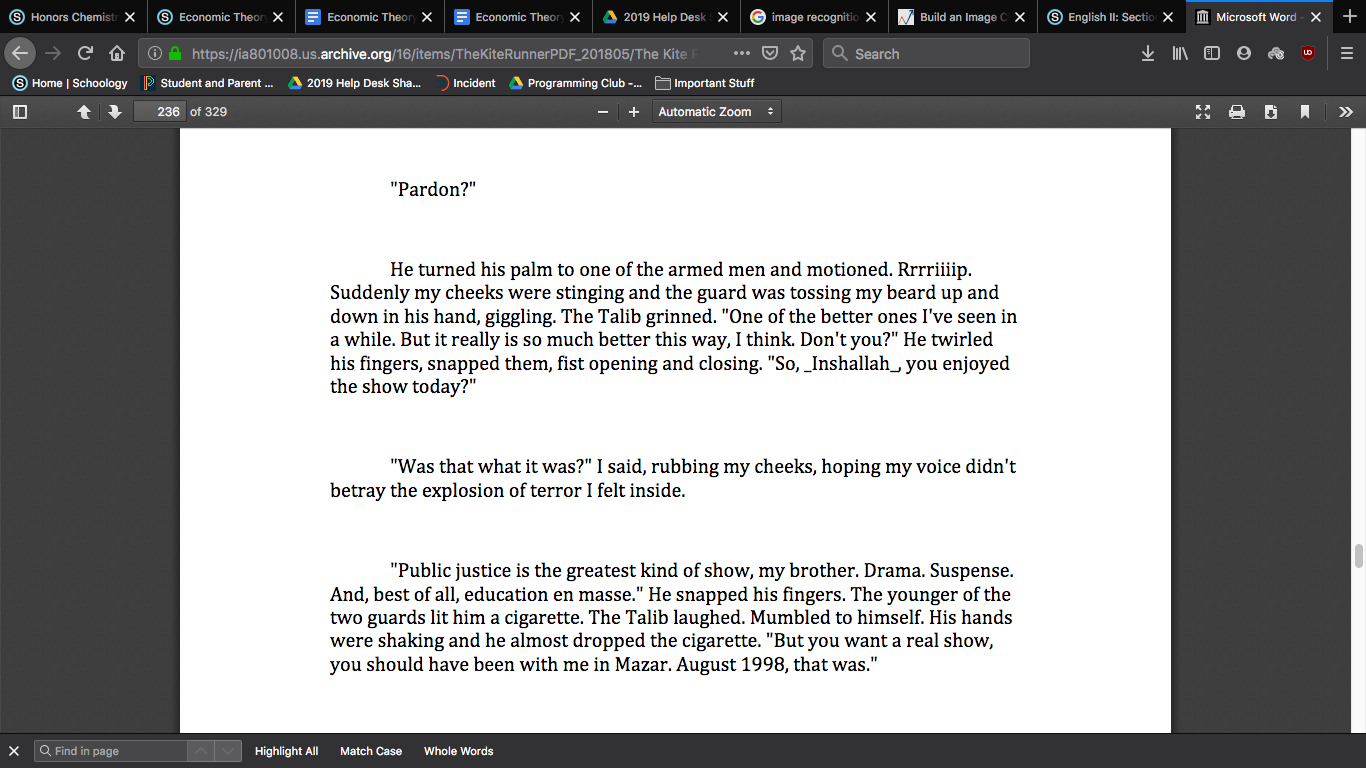 Honors Chemistr
Economic Theor
Economic Theor
Economic Theor
2019 Help Desk S
image recognitio
Build an Image C
English II: Sectio
Microsoft Word -
https://ia801008.us.archive.org/16/items/TheKiteRunnerPDF_201805/The Kite R
Search
Home | Schoology
Student and Parent ...
2019 Help Desk Sha...
Incident
Programming Club -...
Important Stuff
236 of 329
Automatic Zoom
"Pardon?"
He turned his palm to one of the armed men and motioned. Rrrriiiip.
Suddenly my cheeks were stinging and the guard was tossing my beard up and
down in his hand, giggling. The Talib grinned. "One of the better ones I've seen in
a while. But it really is so much better this way, I think. Don't you?" He twirled
his fingers, snapped them, fist opening and closing. "So, _Inshallah_, you enjoyed
the show today?"
"Was that what it was?" I said, rubbing my cheeks, hoping my voice didn't
betray the explosion of terror I felt inside.
"Public justice is the greatest kind of show, my brother. Drama. Suspense.
And, best of all, education en masse." He snapped his fingers. The younger of the
two guards lit him a cigarette. The Talib laughed. Mumbled to himself. His hands
were shaking and he almost dropped the cigarette. "But you want a real show,
you should have been with me in Mazar. August 1998, that was."
Find in page
Highlight All
Match Case
Whole Words